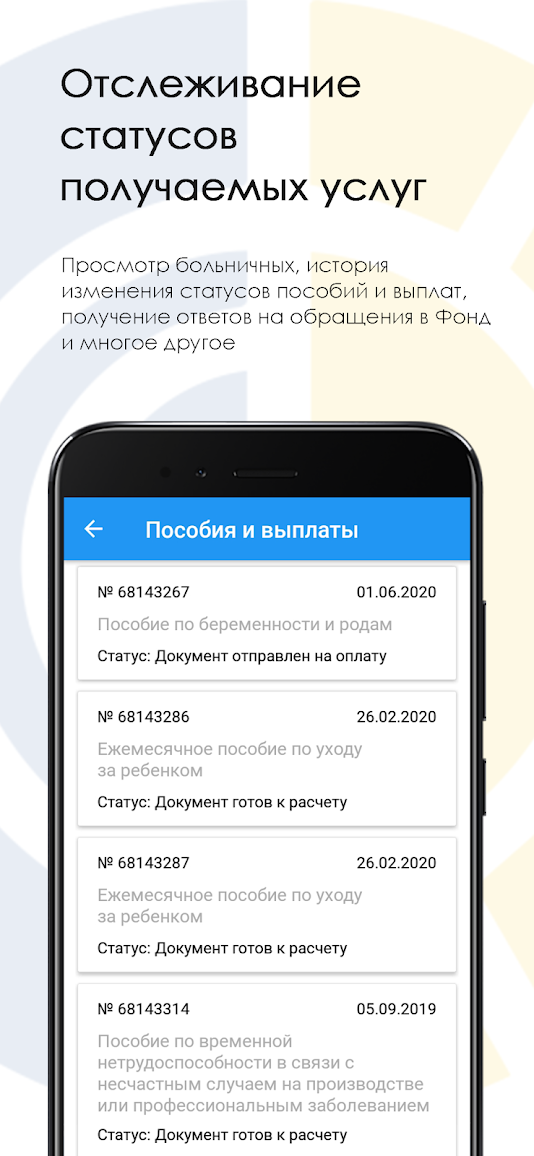 Отслеживание
статусов
получаемых услуг
Просмотр больничных, история
изменения статусов пособий и выплат,
получение ответов на обращения в Фонд
и многое другое
Пособия и выплаты
№ 68143267 01.06.2020
Пособие по беременности и родам
Статус: Документ отправлен на оплату
№ 68143286 26.02.2020
Ежемесячное пособие по уходу
за ребенком
Статус: Документ готов к расчету
№ 68143287 26.02.2020
Ежемесячное пособие по уходу
за ребенком
Статус: Документ готов к расчету
№ 68143314 05.09.2019
Пособие по временной
нетрудоспособности в связи с
несчастным случаем на производстве
или профессиональным заболеванием
Статус: Документ готов к расчету